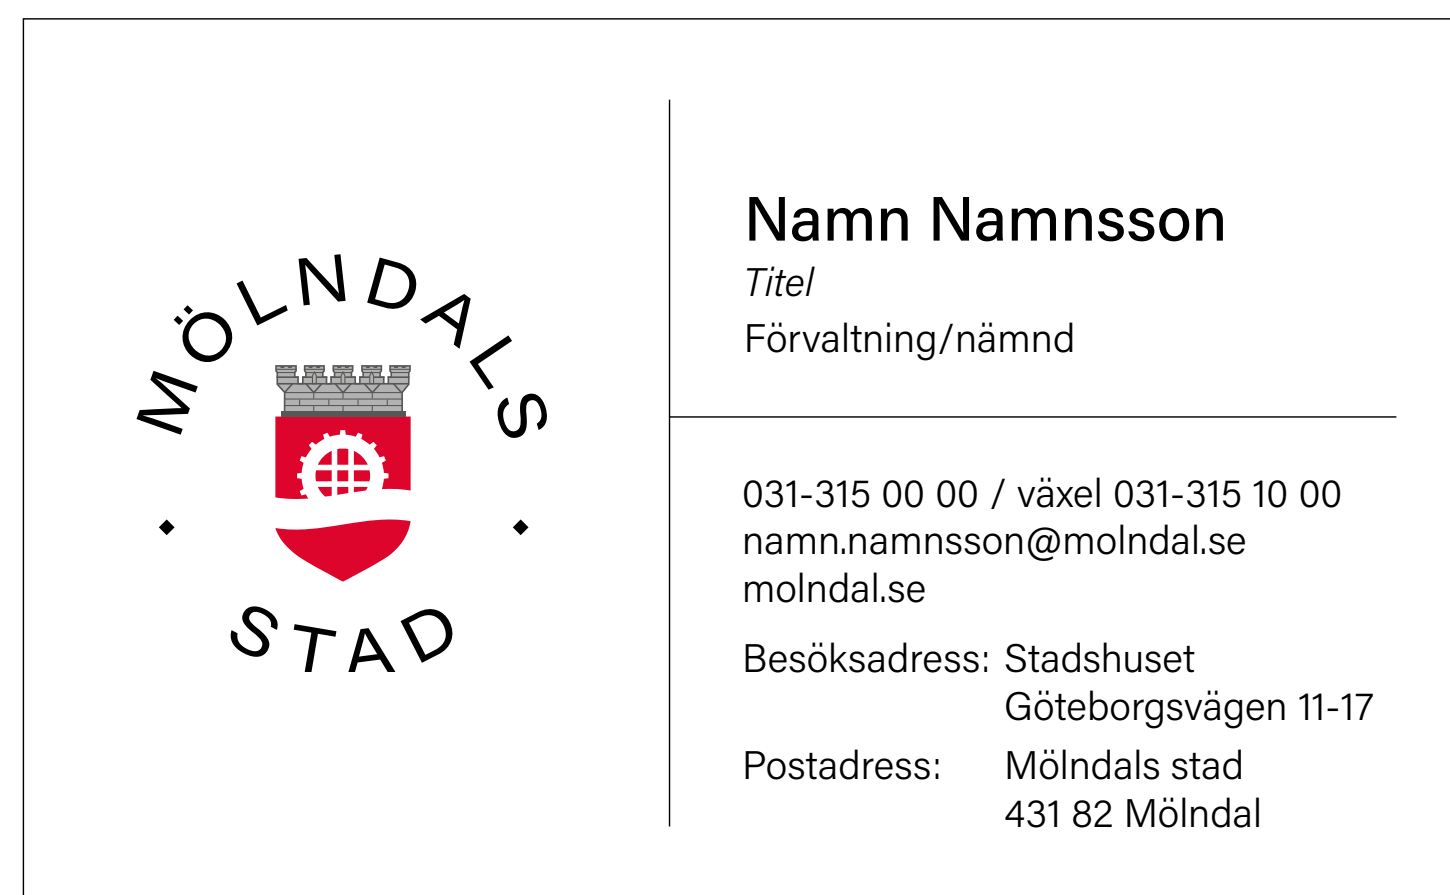 MÖLNDALS
STAD
Namn Namnsson
Titel
Förvaltning/nämnd
031-315 00 00 / växel 031-315 10 00
namn.namnsson@molndal.se
molndal.se
Besöksadress: Stadshuset
Göteborgsvägen 11-17
Postadress: Mölndals stad
431 82 Mölndal